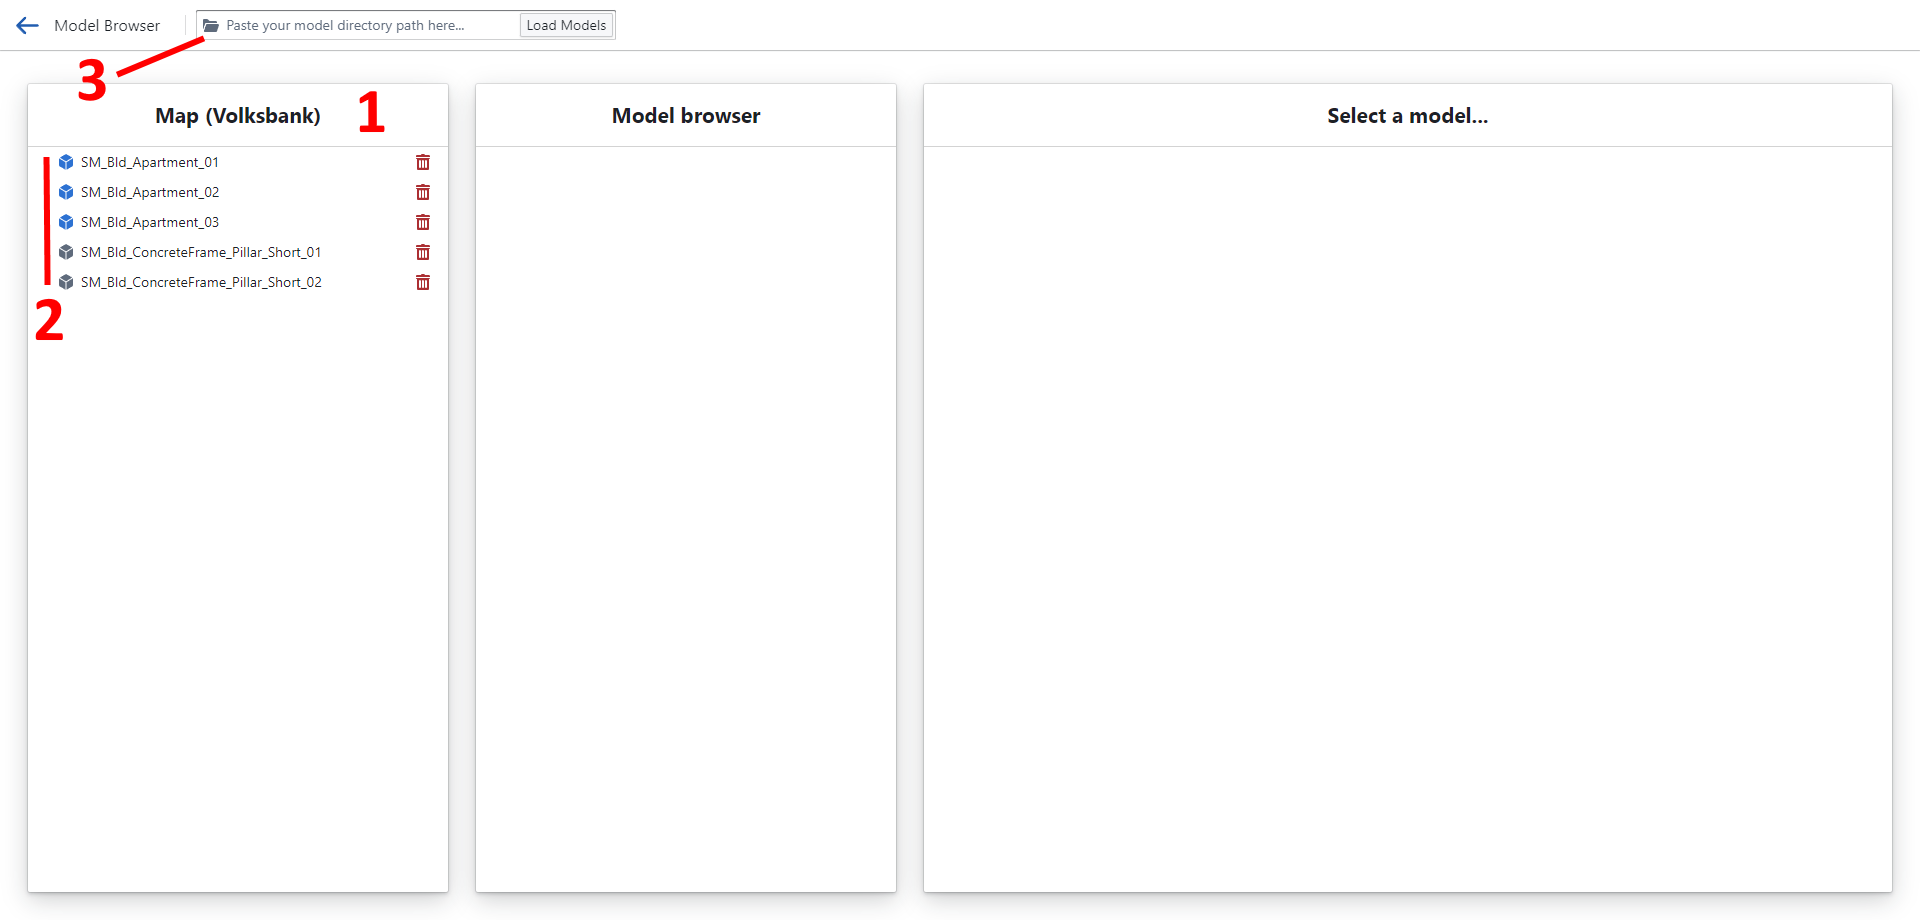 Model Browser
Paste your model directory path here...
Load Models
3
Map (Volksbank)
1
SM_Bld_Apartment_01
SM_Bld_Apartment_02
SM_Bld_Apartment_03
SM_Bld_ConcreteFrame_Pillar_Short_01
SM_Bld_ConcreteFrame_Pillar_Short_02
2
Model browser
Select a model...